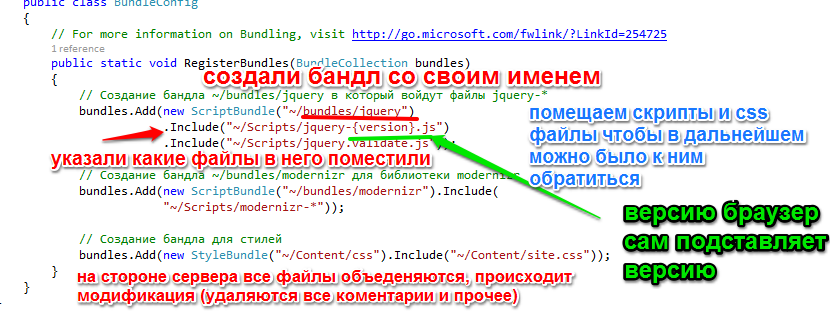 public class BundleConfig
{
// For more information on Bundling, visit http://go.microsoft.com/fwlink/?LinkId=254725
1 reference
public static void RegisterBundles(BundleCollection bundles)
{
создали бандл со своим именем
// Создание бандла ~/bundles/jquery в который войдут файлы jquery-*
bundles.Add(new ScriptBundle("~/bundles/jquery")
.Include("~/Scripts/jquery-{version}.js")
.Include("~/Scripts/jquery.validate.js"));
указали какие файлы в него поместили
помещаем скрипты и css
файлы чтобы в дальнейшем
можно было к ним
обратиться
// Создание бандла ~/bundles/modernizr для библиотеки modernizr
bundles.Add(new ScriptBundle("~/bundles/modernizr").Include(
"~/Scripts/modernizr-*"));
версию браузер
сам подставляет
версию
// Создание бандла для стилей
bundles.Add(new StyleBundle("~/Content/css").Include("~/Content/site.css"));
}
на стороне сервера все файлы объеденяются, происходит
модификация (удаляются все коментарии и прочее)
}
}